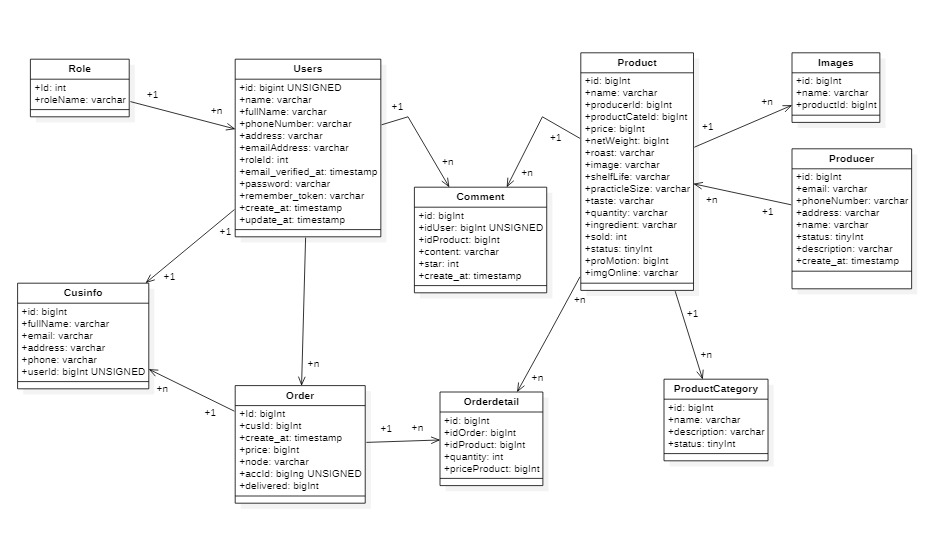 Role
+Id: int
+roleName: varchar
+1
+n
Users
+id: bigint UNSIGNED
+name: varchar
+fullName: varchar
+phoneNumber: varchar
+address: varchar
+emailAddress: varchar
+roleId: int
+email_verified_at: timestamp
+password: varchar
+remember_token: varchar
+create_at: timestamp
+update_at: timestamp
+1
+n
+1
+n
Comment
+id: bigInt
+idUser: bigInt UNSIGNED
+idProduct: bigInt
+content: varchar
+star: int
+create_at: timestamp
Product
+id: bigInt
+name: varchar
+producerId: bigInt
+productCateId: bigInt
+price: bigInt
+netWeight: bigInt
+roast: varchar
+image: varchar
+shelfLife: varchar
+practicleSize: varchar
+taste: varchar
+quantity: varchar
+ingredient: varchar
+sold: int
+status: tinyInt
+proMotion: bigInt
+imgOnline: varchar
+1
+n
Images
+id: bigInt
+name: varchar
+productId: bigInt
+n
+1
Producer
+id: bigInt
+email: varchar
+phoneNumber: varchar
+address: varchar
+name: varchar
+status: tinyInt
+description: varchar
+create_at: timestamp
+1
+1
Cusinfo
+id: bigInt
+fullName: varchar
+email: varchar
+address: varchar
+phone: varchar
+userId: bigInt UNSIGNED
+n
+1
+n
Order
+Id: bigInt
+cusId: bigInt
+create_at: timestamp
+price: bigInt
+node: varchar
+accId: bigIng UNSIGNED
+delivered: bigInt
+1
+n
+n
+n
Orderdetail
+id: bigInt
+idOrder: bigInt
+idProduct: bigInt
+quantity: int
+priceProduct: bigInt
+1
+n
ProductCategory
+id: bigInt
+name: varchar
+description: varchar
+status: tinyInt